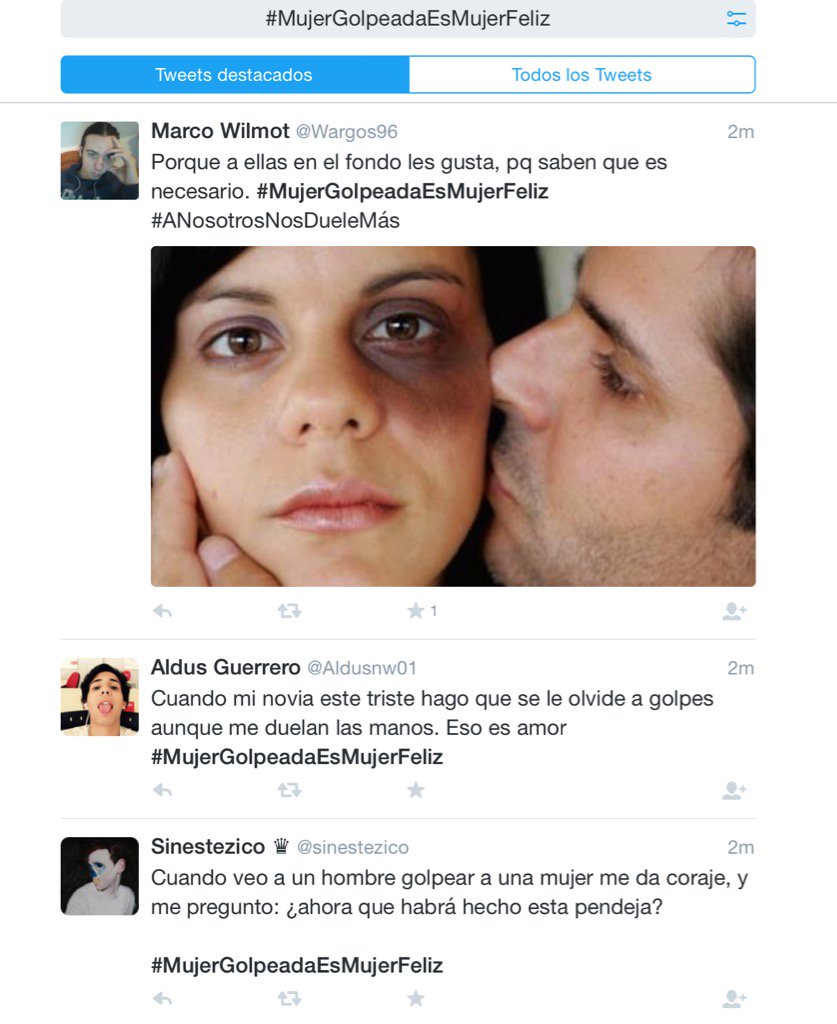 #MujerGolpeadaEsMujerFeliz
Tweets destacados
Todos los Tweets
Marco Wilmot @Wargos96 2m
Porque a ellas en el fondo les gusta, pq saben que es
necesario. #MujerGolpeadaEsMujerFeliz
#ANosotrosNosDueleMás
1
Aldus Guerrero @Aldusnw01 2m
Cuando mi novia este triste hago que se le olvide a golpes
aunque me duelan las manos. Eso es amor
#MujerGolpeadaEsMujerFeliz
Sinestezico ♛ @sinestezico 2m
Cuando veo a un hombre golpear a una mujer me da coraje, y
me pregunto: ¿ahora que habrá hecho esta pendeja?
#MujerGolpeadaEsMujerFeliz